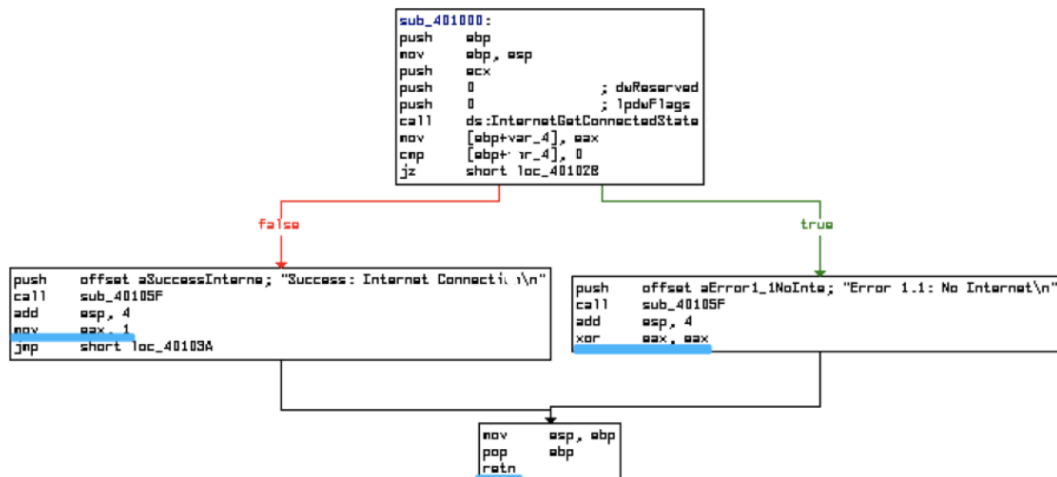 sub_401000:
push ebp
mov ebp, esp
push ecx
push 0 ; dwReserved
push 0 ; lpdwFlags
call ds:InternetGetConnectedState
mov [ebp+var_4], eax
cmp 0
jz short loc_40102B
false
true
push offset aSuccessInterne; "Success: Internet
call sub_40105F
add esp, 4
mov eax, 1
jmp short loc_40103A
push offset aError1_1NoInte; "Error 1.1: No Internet\n"
call sub_40105F
add esp, 4
xor eax, eax
mov esp, ebp
pop ebp
retn